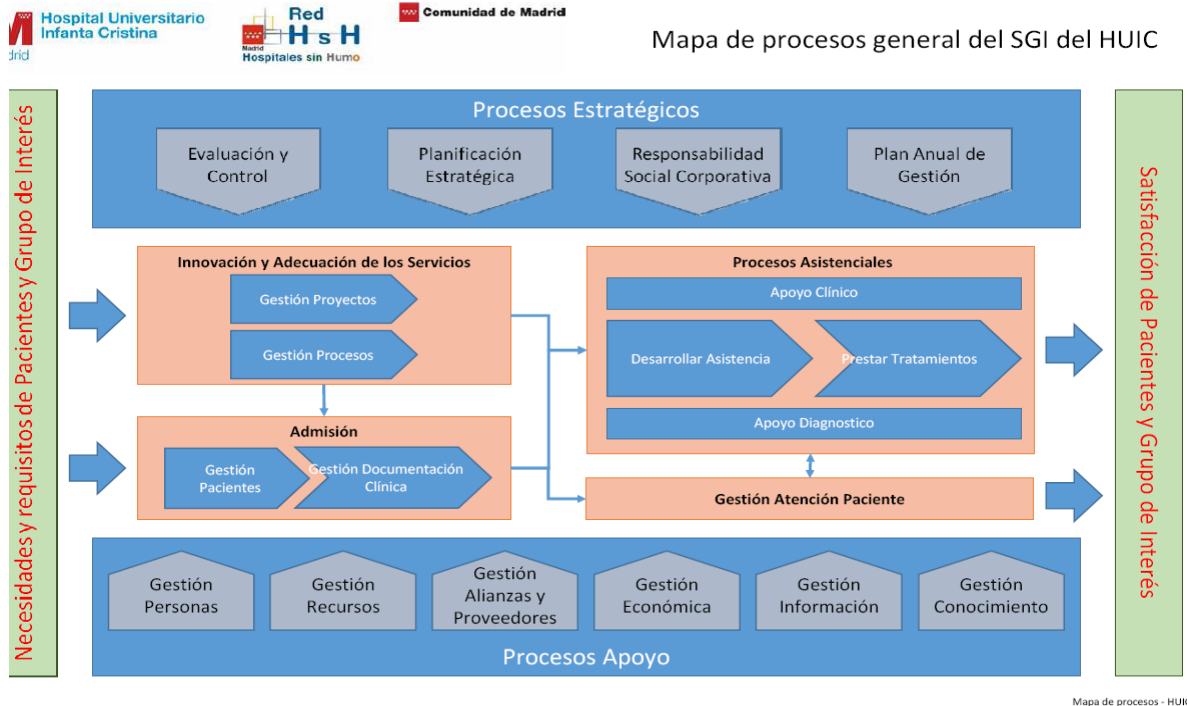 Hospital Universitario
Infanta Cristina
Red
HsH
Madrid
Hospitales sin Humo
Comunidad de Madrid
Mapa de procesos general del SGI del HUIC
Necesidades y requisitos de Pacientes y Grupo de Interés
Procesos Estratégicos
Evaluación y
Control
Planificación
Estratégica
Responsabilidad
Social Corporativa
Plan Anual de
Gestión
Innovación y Adecuación de los Servicios
Gestión Proyectos
Gestión Procesos
Admisión
Gestión
Pacientes
Gestión Documentación
Clínica
Procesos Asistenciales
Apoyo Clínico
Desarrollar Asistencia
Prestar Tratamientos
Apoyo Diagnostico
Gestión Atención Paciente
Gestión
Personas
Gestión
Recursos
Gestión
Alianzas y
Proveedores
Gestión
Económica
Gestión
Información
Gestión
Conocimiento
Procesos Apoyo
Satisfacción de Pacientes y Grupo de Interés
Mapa de procesos - HUIC